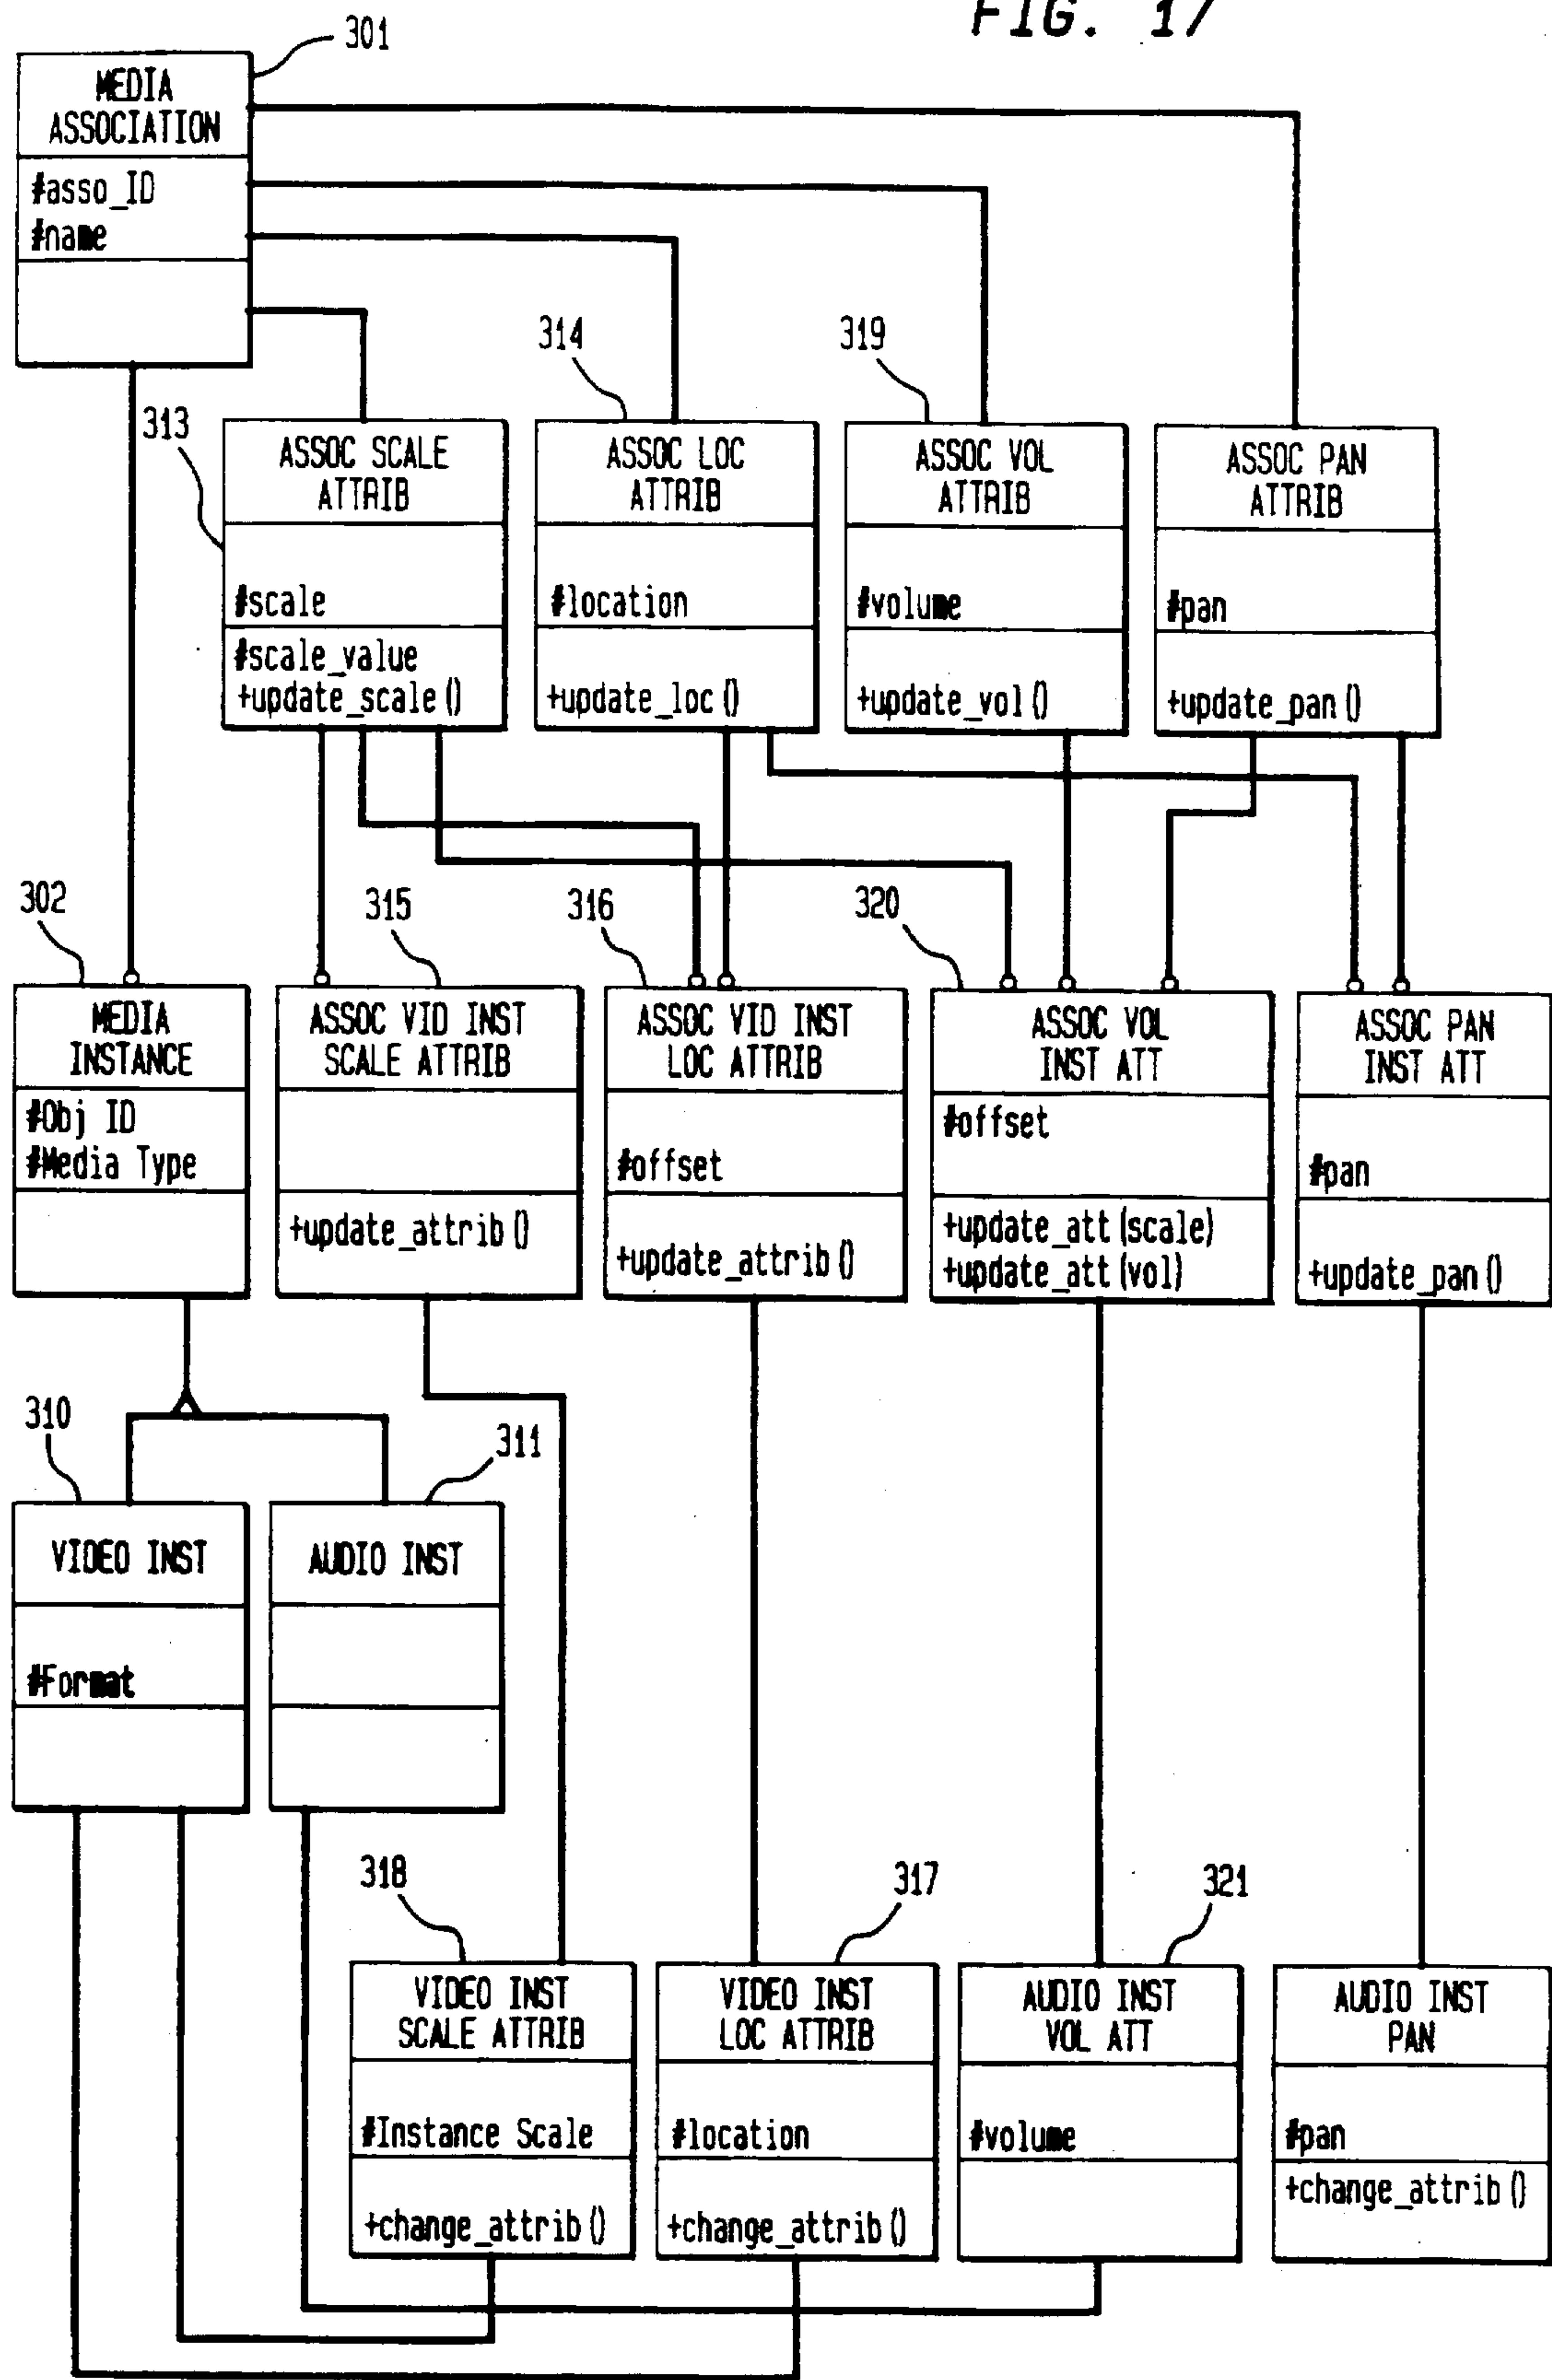 FIG. 17
301
MEDIA
ASSOCIATION
#asso_ID
#name
313
314
319
ASSOC SCALE
ATTRIB
#scale
#scale_value
+update_scale()
ASSOC LOC
ATTRIB
#location
+update_loc()
ASSOC VOL
ATTRIB
#volume
+update_vol()
ASSOC PAN
ATTRIB
#pan
+update_pan()
302
315
316
320
MEDIA
INSTANCE
#Obj ID
#Media Type
ASSOC VID INST
SCALE ATTRIB
+update_attrib()
ASSOC VID INST
LOC ATTRIB
#offset
+update_attrib()
ASSOC VOL
INST ATT
#offset
+update_att(scale)
+update_att(vol)
ASSOC PAN
INST ATT
#pan
+update_pan()
310
311
VIDEO INST
#Format
AUDIO INST
318
317
321
VIDEO INST
SCALE ATTRIB
#Instance Scale
+change_attrib()
VIDEO INST
LOC ATTRIB
#location
+change_attrib()
AUDIO INST
VOL ATT
#volume
AUDIO INST
PAN
#pan
+change_attrib()